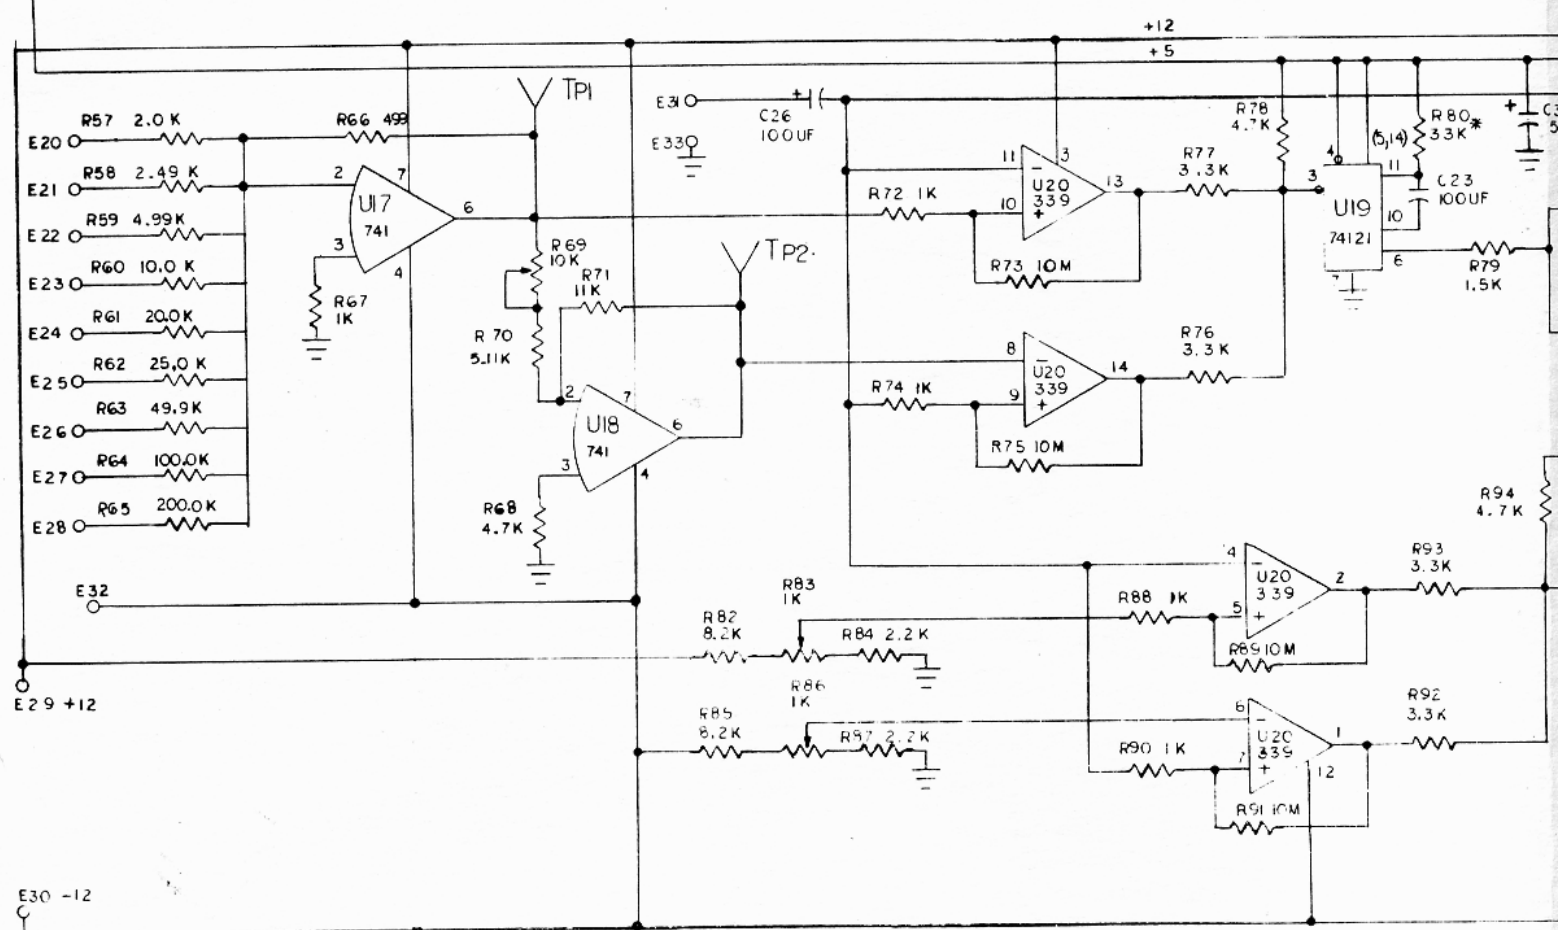 +12
+5
TP1
E31
+
C26
100UF
E33
R78
4.7K
R80*
33K
(5,14)
4
+
R57 2.0K
E20
R66 499
R58 2.49K
E21
2
7
U17
741
6
3
4
R59 4.99K
E22
R60 10.0K
E23
R67
1K
R61 20.0K
E24
R62 25.0K
E25
R63 49.9K
E26
R64 100.0K
E27
R65 200.0K
E28
R69
10K
R71
11K
TP2.
R70
5.11K
2
7
U18
741
6
3
4
R68
4.7K
11
-
3
U20
339
13
10
+
R72 1K
R73 10M
R77
3.3K
3
U19
74121
11
10
6
7
C23
100UF
R79
1.5K
8
-
U20
339
14
9
+
R74 1K
R75 10M
R76
3.3K
R94
4.7K
E32
R83
1K
R82
8.2K
R84 2.2K
R88 1K
4
-
U20
339
2
5
+
R89 10M
R93
3.3K
E29 +12
R86
1K
R85
8.2K
R87 2.2K
6
-
U20
339
1
7
+
12
R90 1K
R91 10M
R92
3.3K
E30 -12